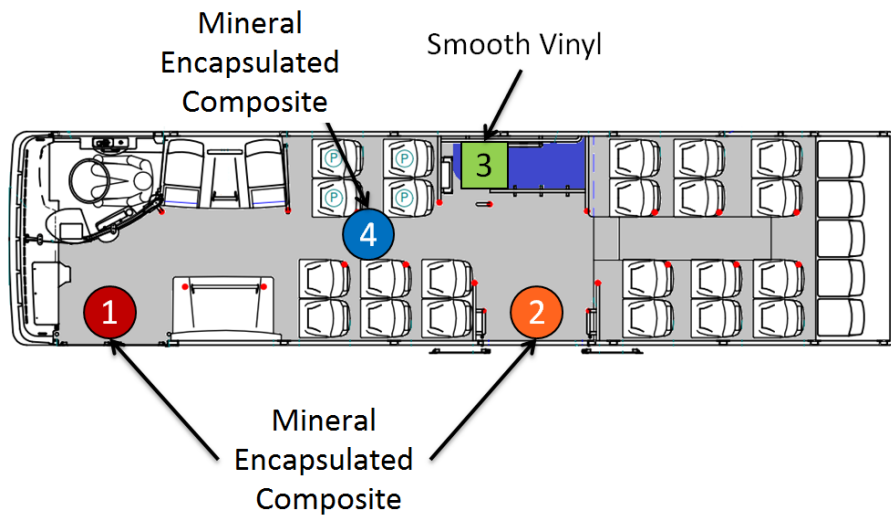 Mineral
Encapsulated
Composite
Smooth Vinyl
3
P
P
P
P
4
1
2
Mineral
Encapsulated
Composite